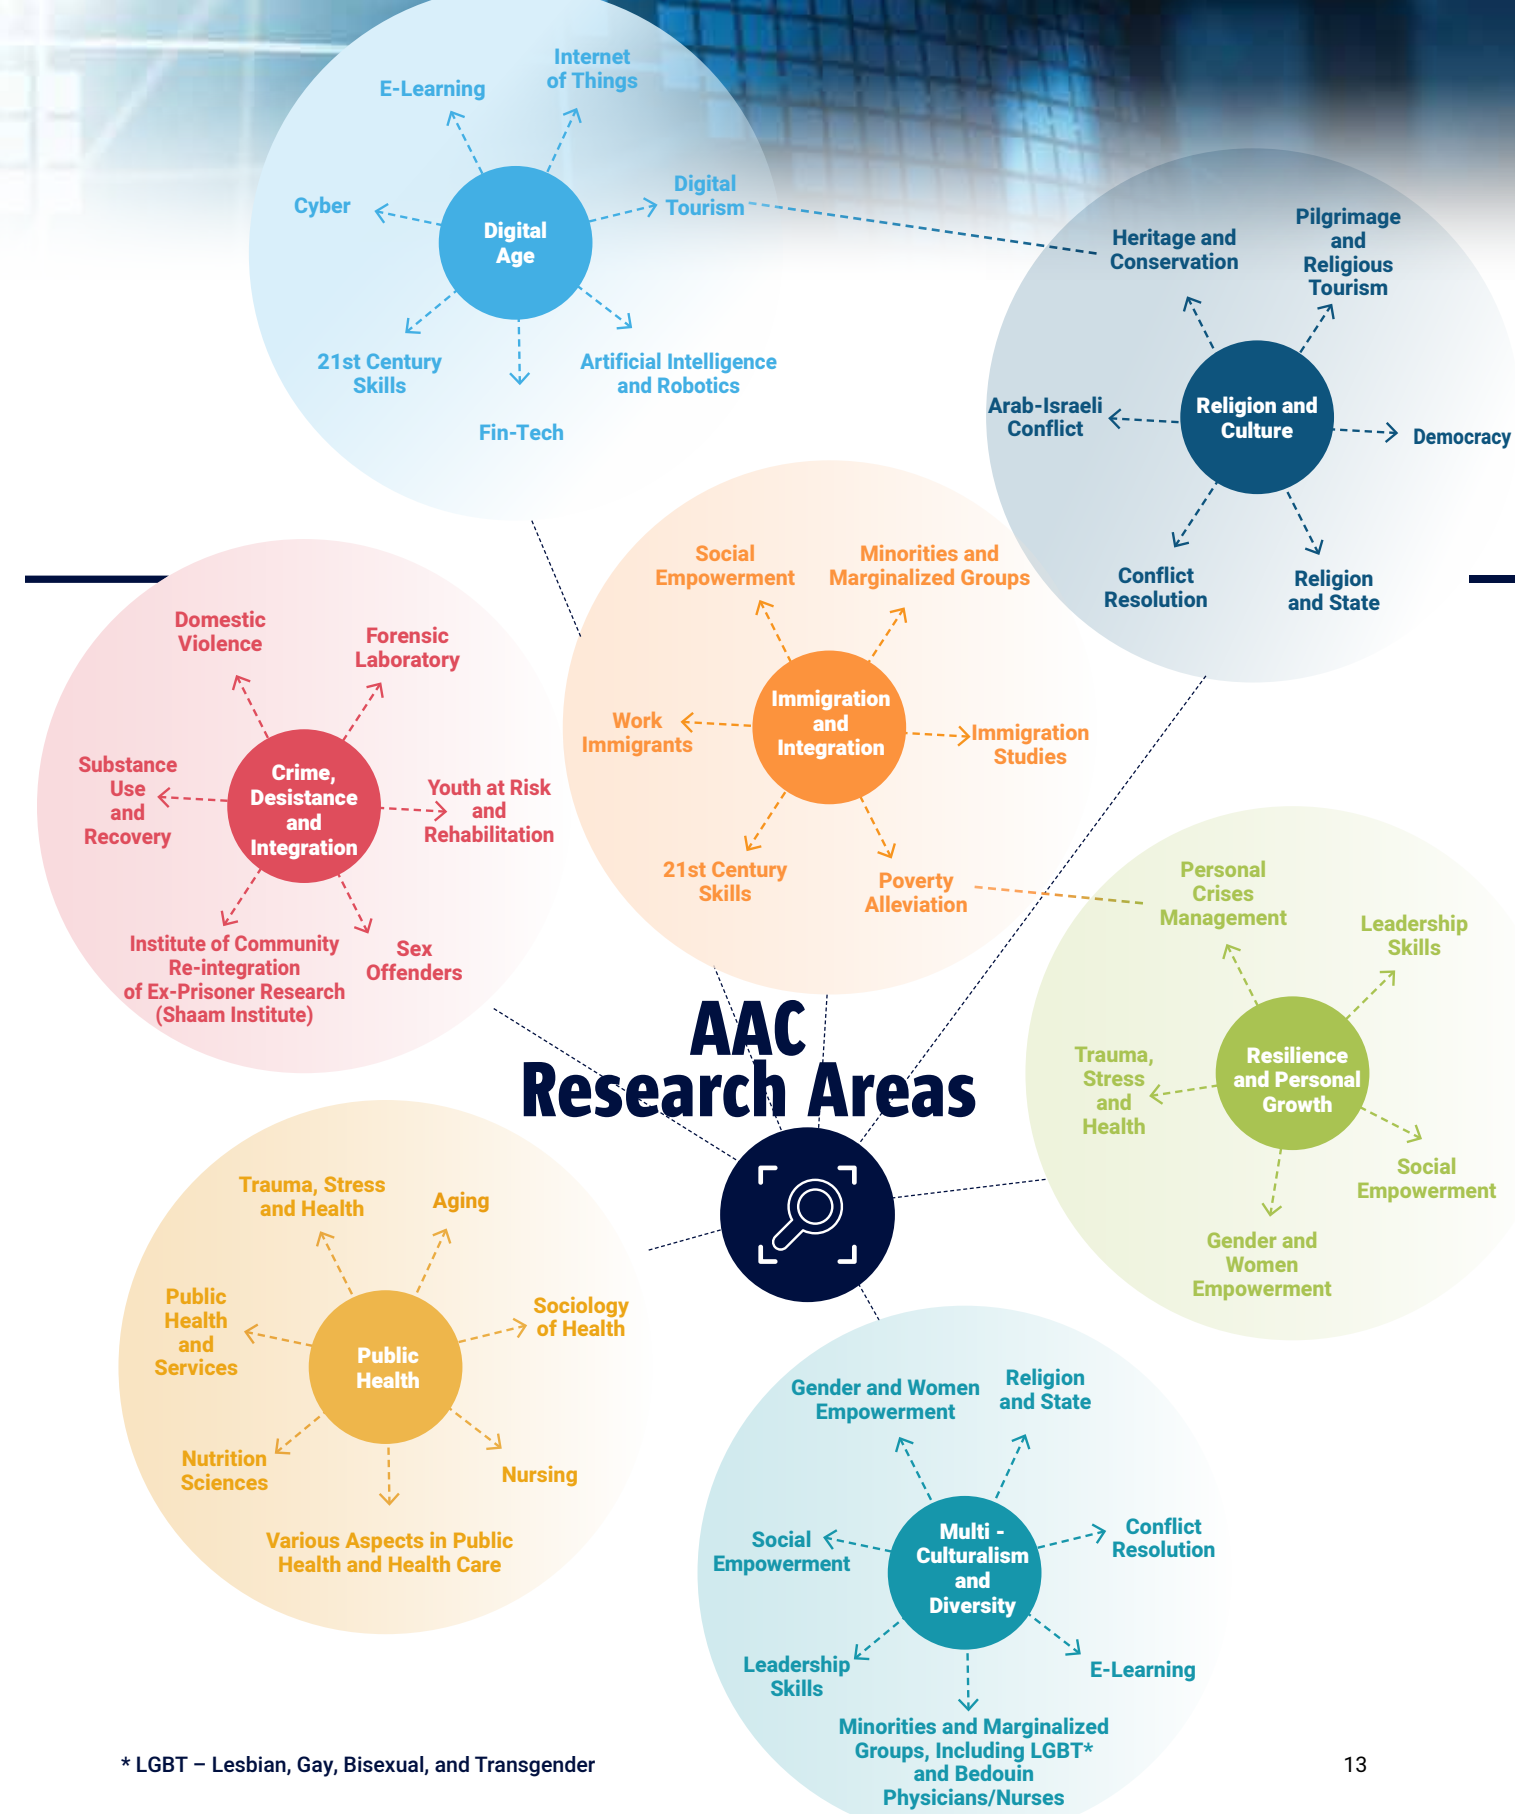 Internet
of Things
E-Learning
Digital
Tourism
Cyber
Digital
Age
21st Century
Skills
Artificial Intelligence
and Robotics
Fin-Tech
Pilgrimage
and
Religious
Tourism
Heritage and
Conservation
Arab-Israeli
Conflict
Religion and
Culture
Democracy
Conflict
Resolution
Religion
and State
Social
Empowerment
Minorities and
Marginalized Groups
Work
Immigrants
Immigration
and
Integration
Immigration
Studies
21st Century
Skills
Poverty
Alleviation
Domestic
Violence
Forensic
Laboratory
Substance
Use
and
Recovery
Crime,
Desistance
and
Integration
Youth at Risk
and
Rehabilitation
Institute of Community
Re-integration
of Ex-Prisoner Research
(Shaam Institute)
Sex
Offenders
Personal
Crises
Management
Leadership
Skills
Trauma,
Stress
and
Health
Resilience
and Personal
Growth
Social
Empowerment
Gender and
Women
Empowerment
AAC
Research Areas
Trauma, Stress
and Health
Aging
Public
Health
and
Services
Sociology
of Health
Public
Health
Nutrition
Sciences
Nursing
Various Aspects in Public
Health and Health Care
Gender and Women
Empowerment
Religion
and State
Social
Empowerment
Multi -
Culturalism
and
Diversity
Conflict
Resolution
Leadership
Skills
E-Learning
Minorities and Marginalized
Groups, Including LGBT*
and Bedouin
Physicians/Nurses
* LGBT – Lesbian, Gay, Bisexual, and Transgender
13